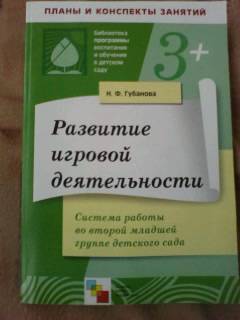 ПЛАНЫ И КОНСПЕКТЫ ЗАНЯТИЙ
Библиотека
программы
воспитания
и обучения
в детском
саду
3+
Н. Ф. Губанова
Развитие
игровой
деятельности
Система работы
во второй младшей
группе детского сада